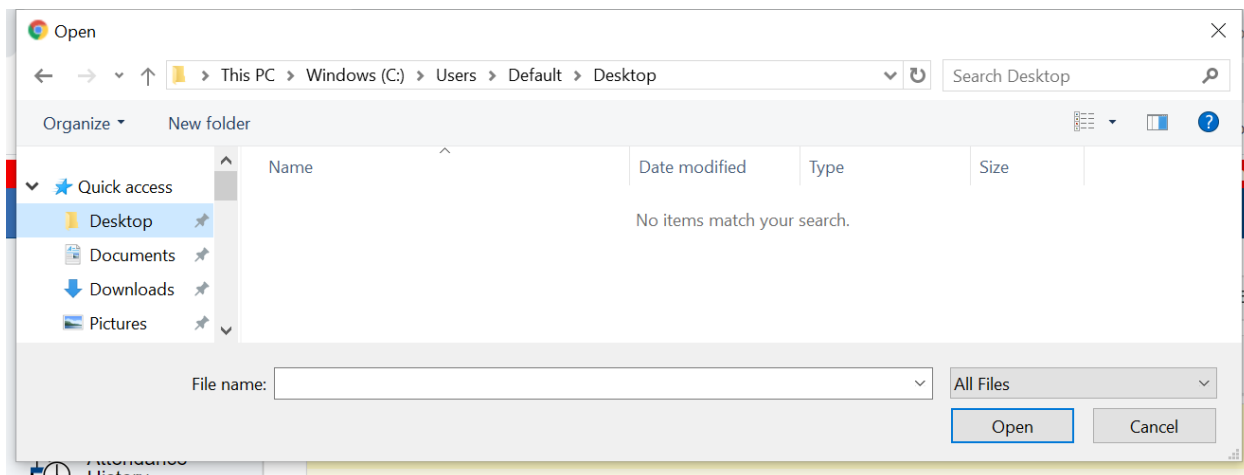 Open
This PC > Windows (C:) > Users > Default > Desktop
Search Desktop
Organize
New folder
Name
Date modified
Type
Size
Quick access
Desktop
Documents
Downloads
Pictures
No items match your search.
File name:
All Files
Open
Cancel